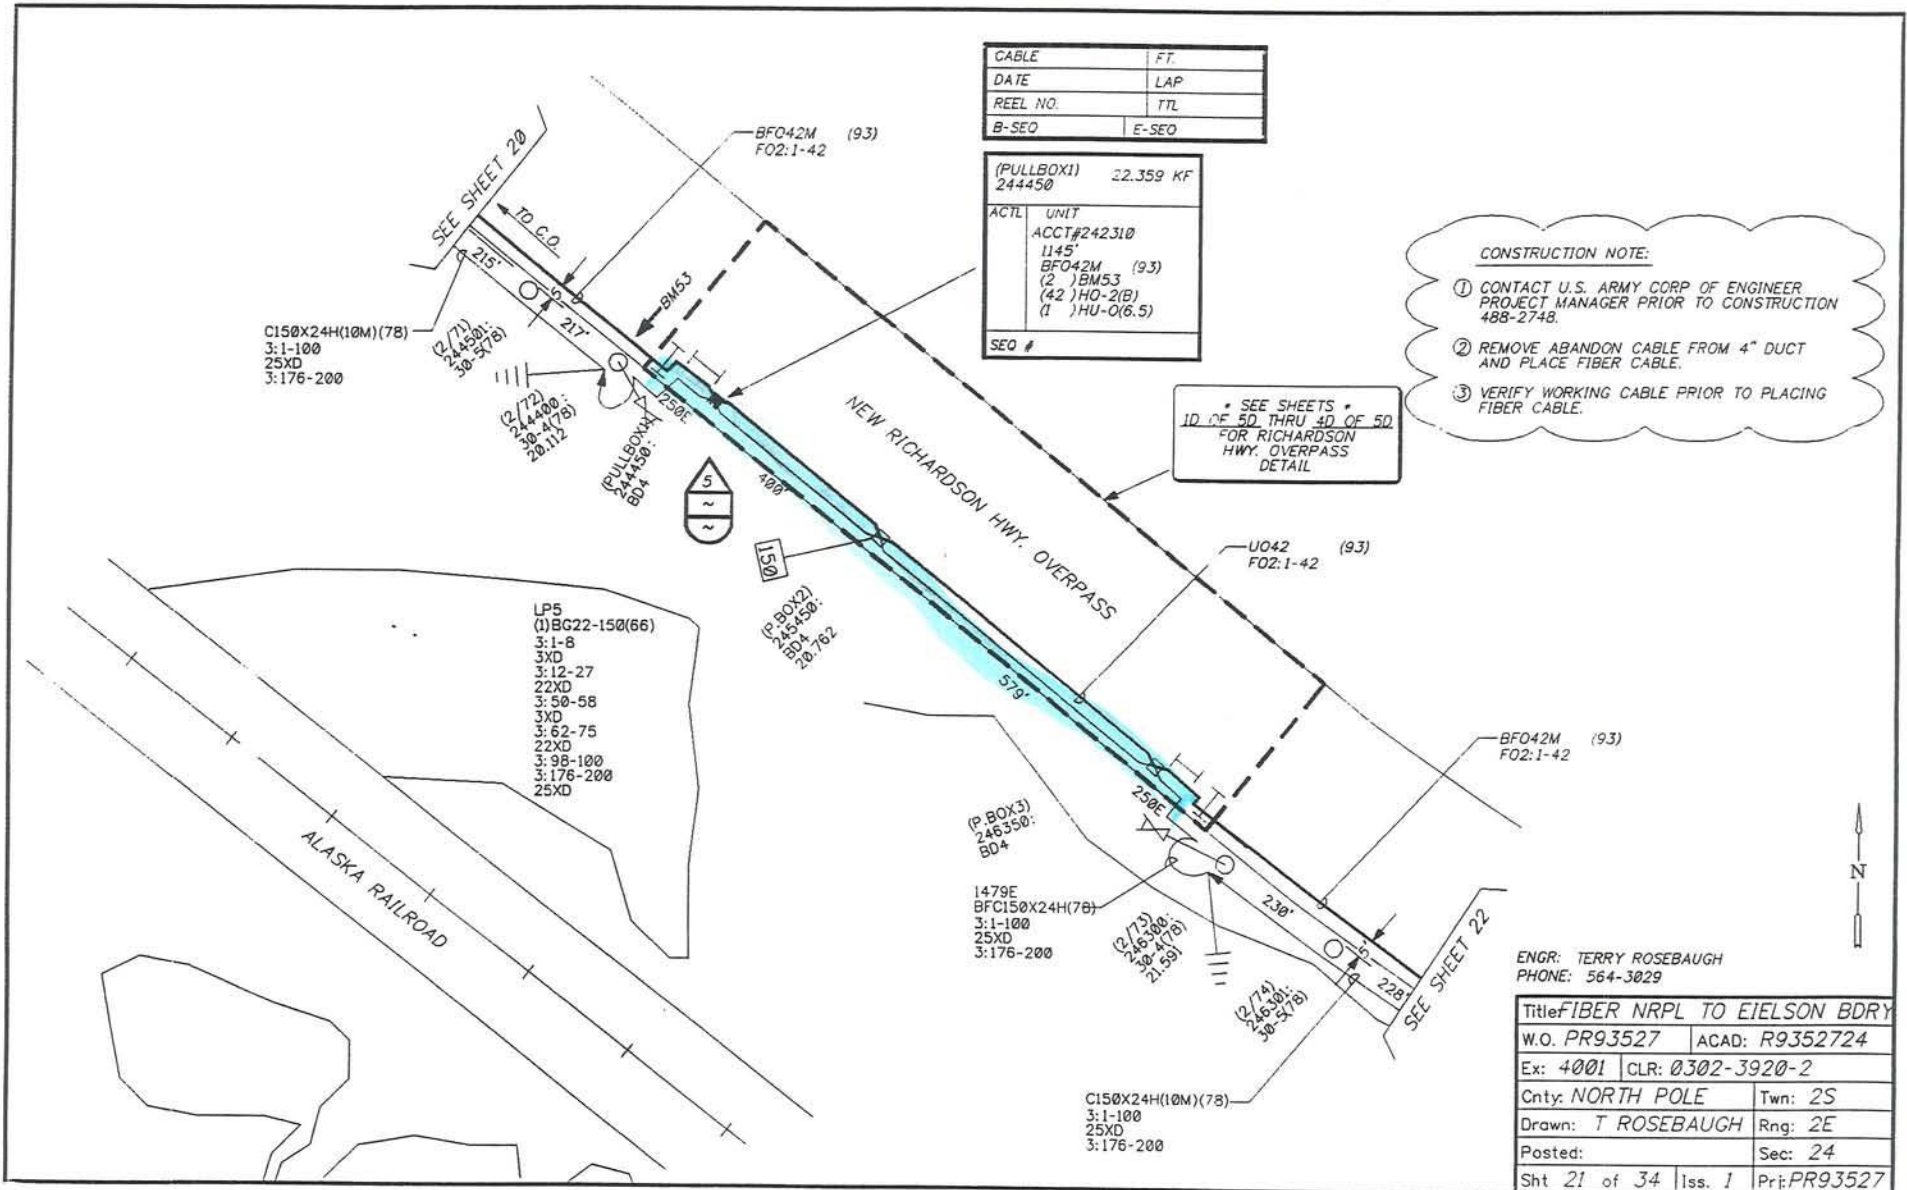 CABLE FT.
DATE LAP
REEL NO. TTL
B-SEQ E-SEQ
(PULLBOX1) 22.359 KF
244450
ACTL UNIT
ACCT#242310
1145'
BFO42M (93)
(2 )BM53
(42 )HO-2(B)
(1 )HU-O(6.5)
SEQ #
CONSTRUCTION NOTE:
① CONTACT U.S. ARMY CORP OF ENGINEER
PROJECT MANAGER PRIOR TO CONSTRUCTION
488-2748.
② REMOVE ABANDON CABLE FROM 4" DUCT
AND PLACE FIBER CABLE.
③ VERIFY WORKING CABLE PRIOR TO PLACING
FIBER CABLE.
* SEE SHEETS *
1D OF 5D THRU 4D OF 5D
FOR RICHARDSON
HWY. OVERPASS
DETAIL
BFO42M (93)
FO2:1-42
SEE SHEET 20
TO C.O.
215'
5'
217'
BM53
C150X24H(10M)(78)
3:1-100
25XD
3:176-200
(2/71)
244501:
30-5(78)
(2/72)
244400:
30-4(78)
20.112
(PULLBOX1)
244450:
BD4
250E
400'
5
~
~
150
(P.BOX2)
245450:
BD4
20.762
NEW RICHARDSON HWY. OVERPASS
UO42 (93)
FO2:1-42
579'
LP5
(1)BG22-150(66)
3:1-8
3XD
3:12-27
22XD
3:50-58
3XD
3:62-75
22XD
3:98-100
3:176-200
25XD
ALASKA RAILROAD
BFO42M (93)
FO2:1-42
250E
(P.BOX3)
246350:
BD4
1479E
BFC150X24H(78)
3:1-100
25XD
3:176-200
(2/73)
246300:
30-4(78)
21.591
230'
5'
228'
(2/74)
246301:
30-5(78)
SEE SHEET 22
C150X24H(10M)(78)
3:1-100
25XD
3:176-200
N
ENGR: TERRY ROSEBAUGH
PHONE: 564-3029
Title FIBER NRPL TO EIELSON BDRY
W.O. PR93527 ACAD: R9352724
Ex: 4001 CLR: 0302-3920-2
Cnty: NORTH POLE Twn: 2S
Drawn: T ROSEBAUGH Rng: 2E
Posted: Sec: 24
Sht 21 of 34 Iss. 1 Prj: PR93527